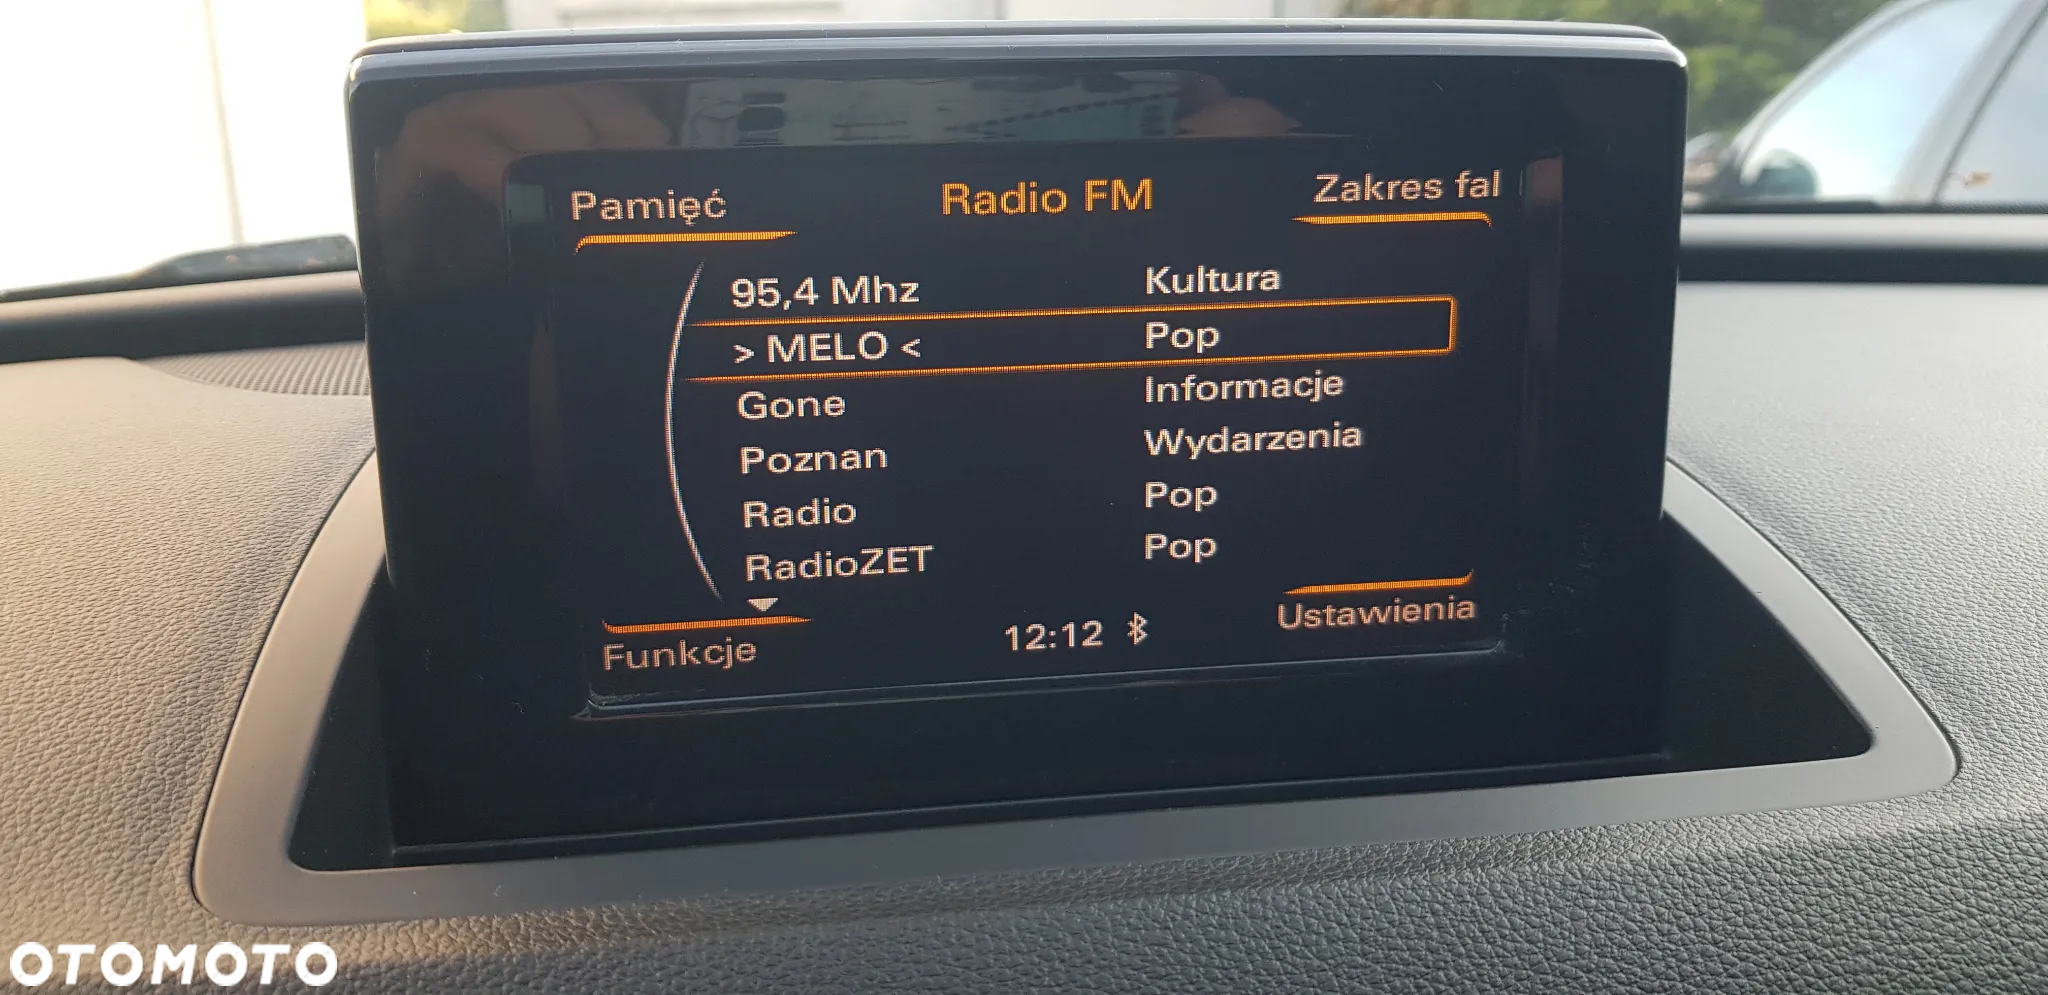 Pamięć
Radio FM
Zakres fal
95,4 Mhz Kultura
> MELO < Pop
Gone Informacje
Poznan Wydarzenia
Radio Pop
RadioZET Pop
Funkcje
12:12
Ustawienia
OTOMOTO